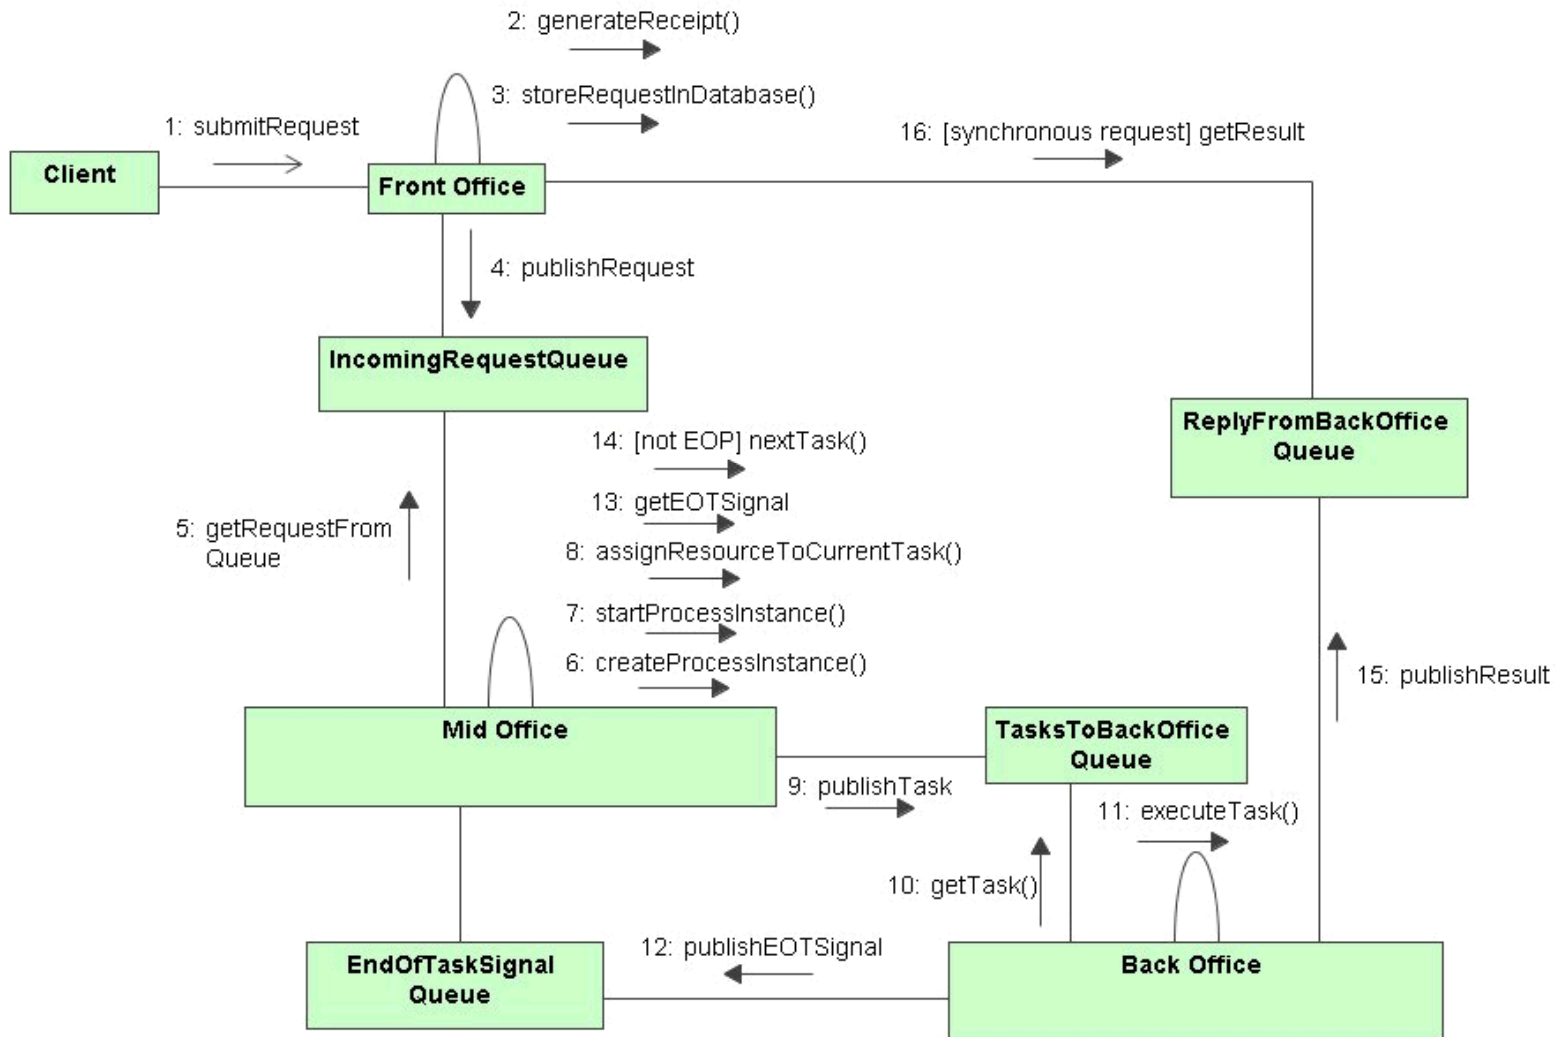 2: generateReceipt()
3: storeRequestInDatabase()
1: submitRequest
16: [synchronous request] getResult
Client
Front Office
4: publishRequest
IncomingRequestQueue
ReplyFromBackOffice
Queue
14: [not EOP] nextTask()
13: getEOTSignal
5: getRequestFrom
Queue
8: assignResourceToCurrentTask()
7: startProcessInstance()
6: createProcessInstance()
15: publishResult
Mid Office
TasksToBackOffice
Queue
9: publishTask
11: executeTask()
10: getTask()
12: publishEOTSignal
EndOfTaskSignal
Queue
Back Office